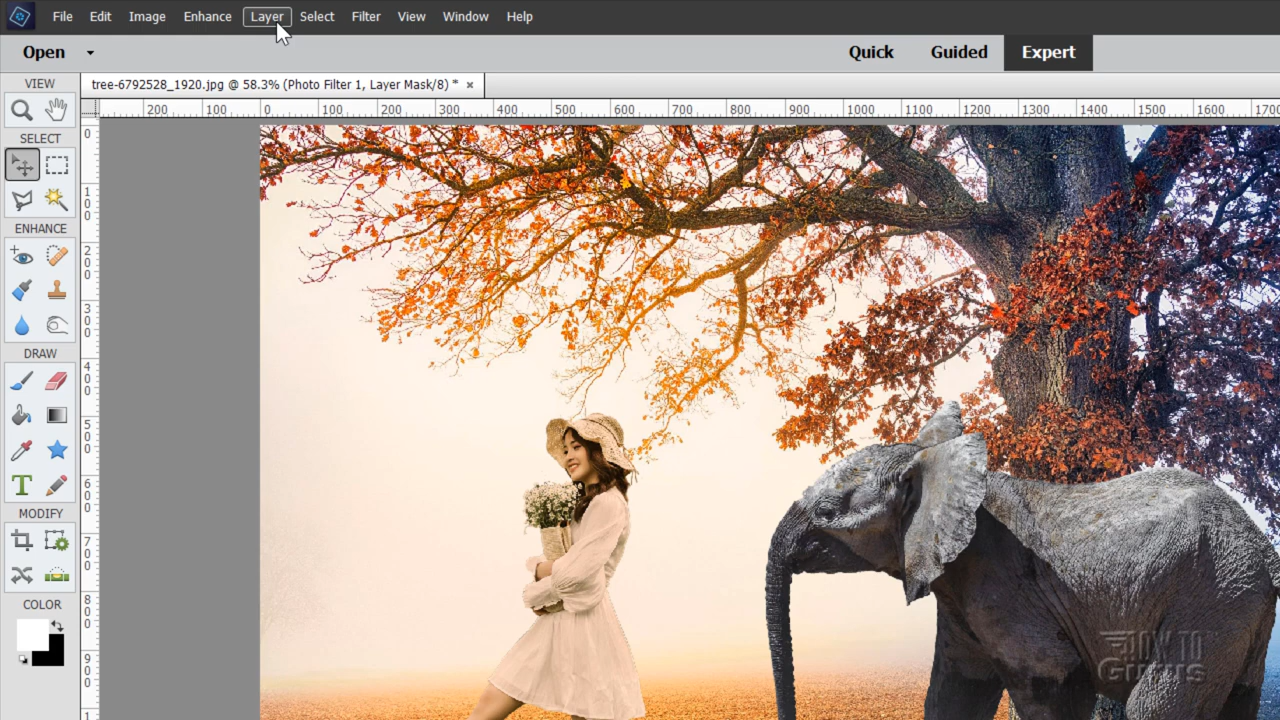 File Edit Image Enhance Layer Select Filter View Window Help
Open Quick Guided Expert
VIEW tree-6792528_1920.jpg @ 58.3% (Photo Filter 1, Layer Mask/8) * ×
200 100 0 100 200 300 400 500 600 700 800 900 1000 1100 1200 1300 1400 1500 1600 1700
0
SELECT
100
ENHANCE
200
300
DRAW
400
500
T
600
MODIFY
700
800
COLOR
900
1
HOW TO
GURUS